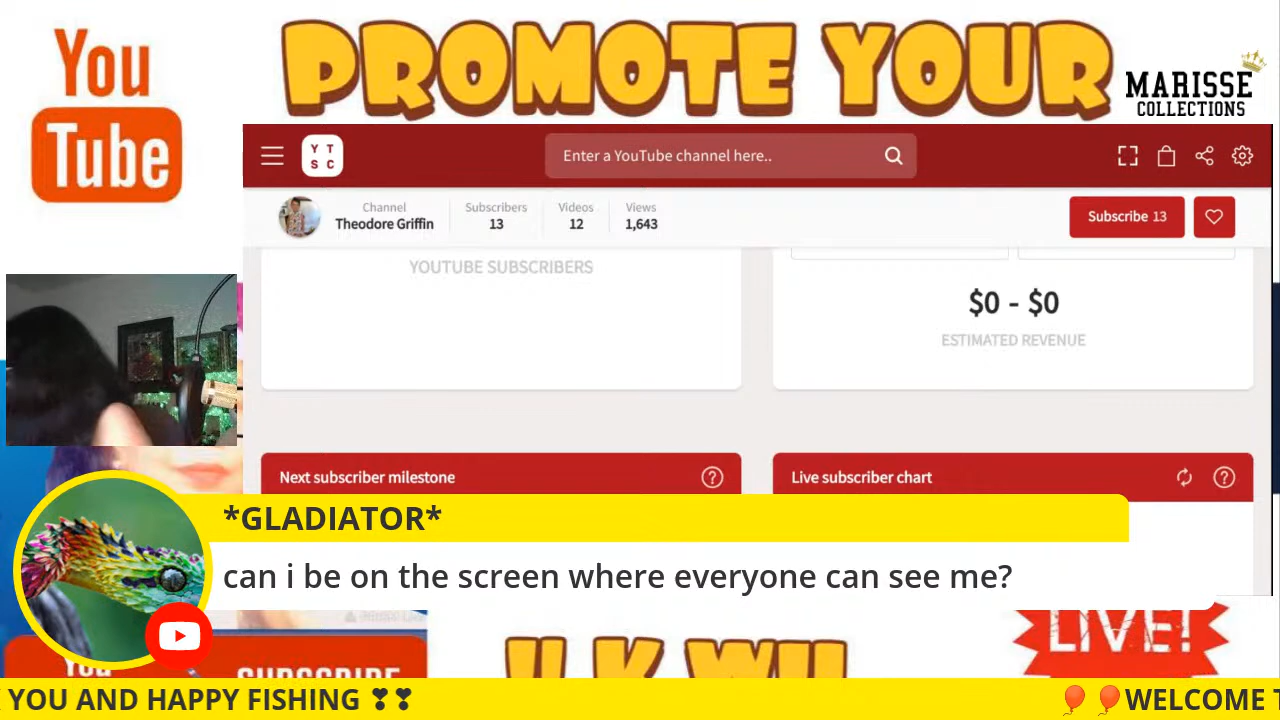 You
Tube
PROMOTE YOUR
MARISSE
COLLECTIONS
Y T
S C
Enter a YouTube channel here..
Channel
Theodore Griffin
Subscribers
13
Videos
12
Views
1,643
Subscribe 13
YOUTUBE SUBSCRIBERS
$0 - $0
ESTIMATED REVENUE
Next subscriber milestone
Live subscriber chart
*GLADIATOR*
can i be on the screen where everyone can see me?
You
SUBSCRIBE
LIVE!
YOU AND HAPPY FISHING ❣❣
🎈🎈WELCOME